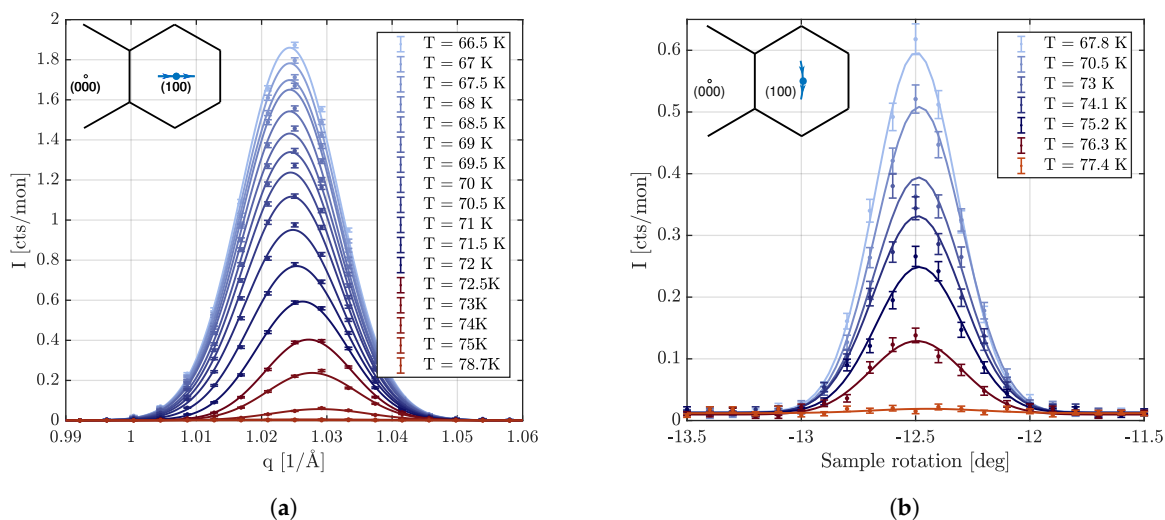 2
1.8
1.6
1.4
1.2
1
0.8
0.6
0.4
0.2
0
I [cts/mon]
0.99
1
1.01
1.02
1.03
1.04
1.05
1.06
q [1/Å]
(000)
(100)
T = 66.5 K
T = 67 K
T = 67.5 K
T = 68 K
T = 68.5 K
T = 69 K
T = 69.5 K
T = 70 K
T = 70.5 K
T = 71 K
T = 71.5 K
T = 72 K
T = 72.5K
T = 73K
T = 74K
T = 75K
T = 78.7K
(a)
0.6
0.5
0.4
0.3
0.2
0.1
0
I [cts/mon]
-13.5
-13
-12.5
-12
-11.5
Sample rotation [deg]
(000)
(100)
T = 67.8 K
T = 70.5 K
T = 73 K
T = 74.1 K
T = 75.2 K
T = 76.3 K
T = 77.4 K
(b)